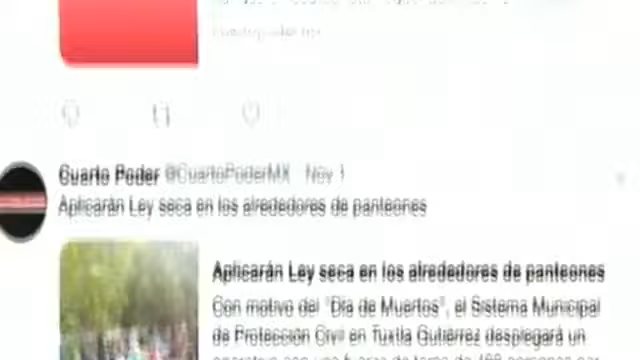 Cuarto Poder @CuartoPoderMX · Nov 1
Aplicarán Ley seca en los alrededores de panteones
Aplicarán Ley seca en los alrededores de panteones
Con motivo del "Día de Muertos", el Sistema Municipal
de Protección Civil en Tuxtla Gutiérrez desplegará un